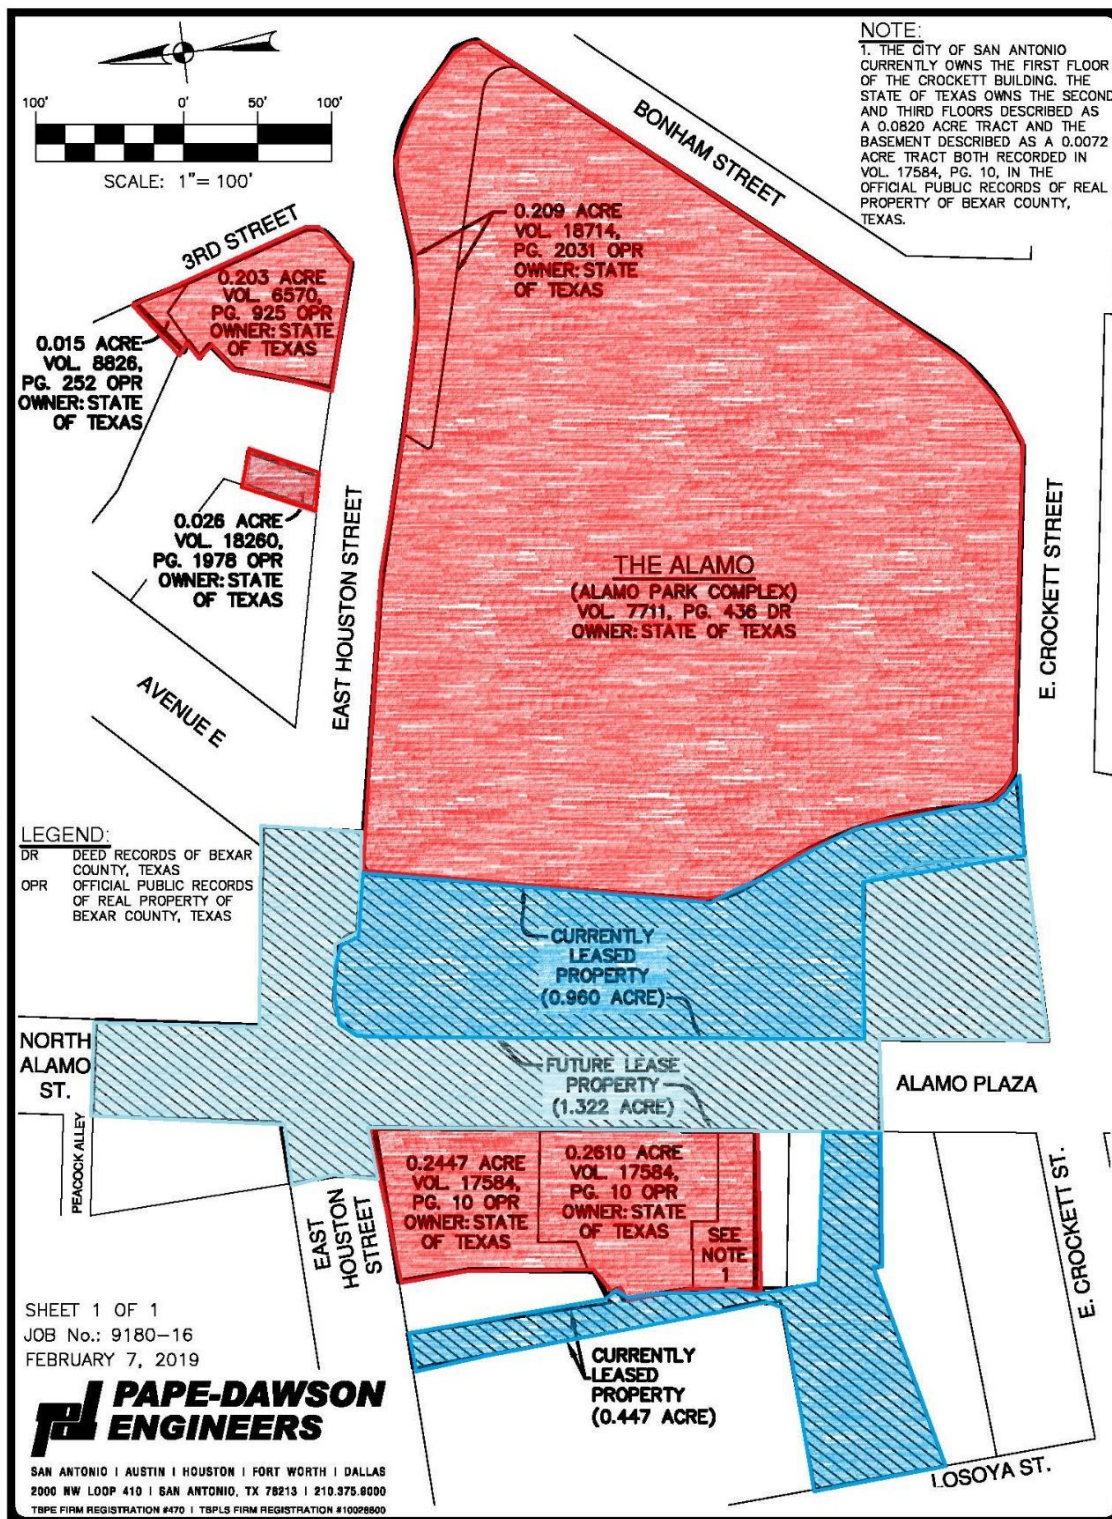 NOTE:
1. THE CITY OF SAN ANTONIO
CURRENTLY OWNS THE FIRST FLOOR
OF THE CROCKETT BUILDING. THE
STATE OF TEXAS OWNS THE SECOND
AND THIRD FLOORS DESCRIBED AS
A 0.0820 ACRE TRACT AND THE
BASEMENT DESCRIBED AS A 0.0072
ACRE TRACT BOTH RECORDED IN
VOL. 17584, PG. 10, IN THE
OFFICIAL PUBLIC RECORDS OF REAL
PROPERTY OF BEXAR COUNTY,
TEXAS.
100' 0' 50' 100'
SCALE: 1"= 100'
BONHAM STREET
3RD STREET
0.209 ACRE
VOL. 18714,
PG. 2031 OPR
OWNER: STATE
OF TEXAS
0.203 ACRE
VOL. 6570,
PG. 925 OPR
OWNER: STATE
OF TEXAS
0.015 ACRE
VOL. 8826,
PG. 252 OPR
OWNER: STATE
OF TEXAS
0.026 ACRE
VOL. 18260,
PG. 1978 OPR
OWNER: STATE
OF TEXAS
EAST HOUSTON STREET
THE ALAMO
(ALAMO PARK COMPLEX)
VOL. 7711, PG. 436 DR
OWNER: STATE OF TEXAS
E. CROCKETT STREET
AVENUE E
LEGEND:
DR DEED RECORDS OF BEXAR
COUNTY, TEXAS
OPR OFFICIAL PUBLIC RECORDS
OF REAL PROPERTY OF
BEXAR COUNTY, TEXAS
CURRENTLY
LEASED
PROPERTY
(0.960 ACRE)
NORTH
ALAMO
ST.
FUTURE LEASE
PROPERTY
(1.322 ACRE)
ALAMO PLAZA
PEACOCK ALLEY
0.2447 ACRE
VOL. 17584,
PG. 10 OPR
OWNER: STATE
OF TEXAS
0.2610 ACRE
VOL. 17584,
PG. 10 OPR
OWNER: STATE
OF TEXAS
SEE
NOTE
1
EAST
HOUSTON
STREET
E. CROCKETT ST.
CURRENTLY
LEASED
PROPERTY
(0.447 ACRE)
LOSOYA ST.
SHEET 1 OF 1
JOB No.: 9180-16
FEBRUARY 7, 2019
PAPE-DAWSON
ENGINEERS
SAN ANTONIO | AUSTIN | HOUSTON | FORT WORTH | DALLAS
2000 NW LOOP 410 | SAN ANTONIO, TX 78213 | 210.375.9000
TBPE FIRM REGISTRATION #470 | TBPLS FIRM REGISTRATION #10028800